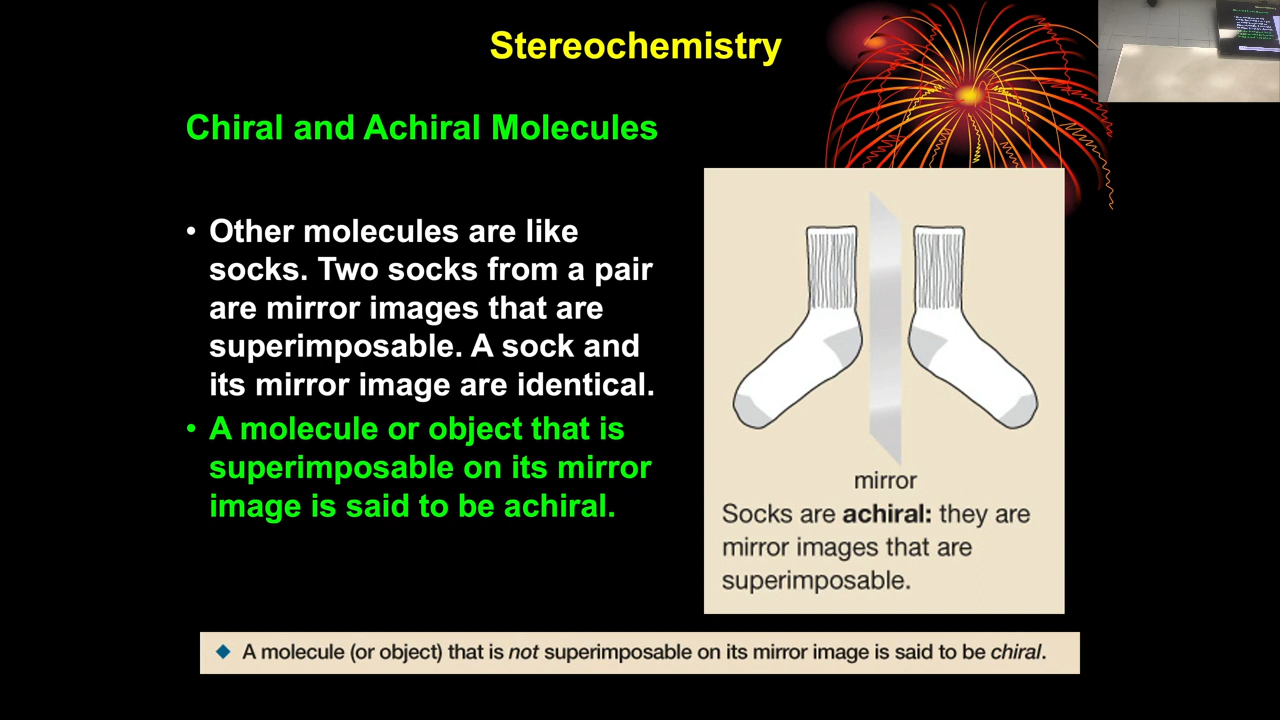 Stereochemistry
Chiral and Achiral Molecules
• Other molecules are like
socks. Two socks from a pair
are mirror images that are
superimposable. A sock and
its mirror image are identical.
• A molecule or object that is
superimposable on its mirror
image is said to be achiral.
mirror
Socks are achiral: they are
mirror images that are
superimposable.
◆ A molecule (or object) that is not superimposable on its mirror image is said to be chiral.